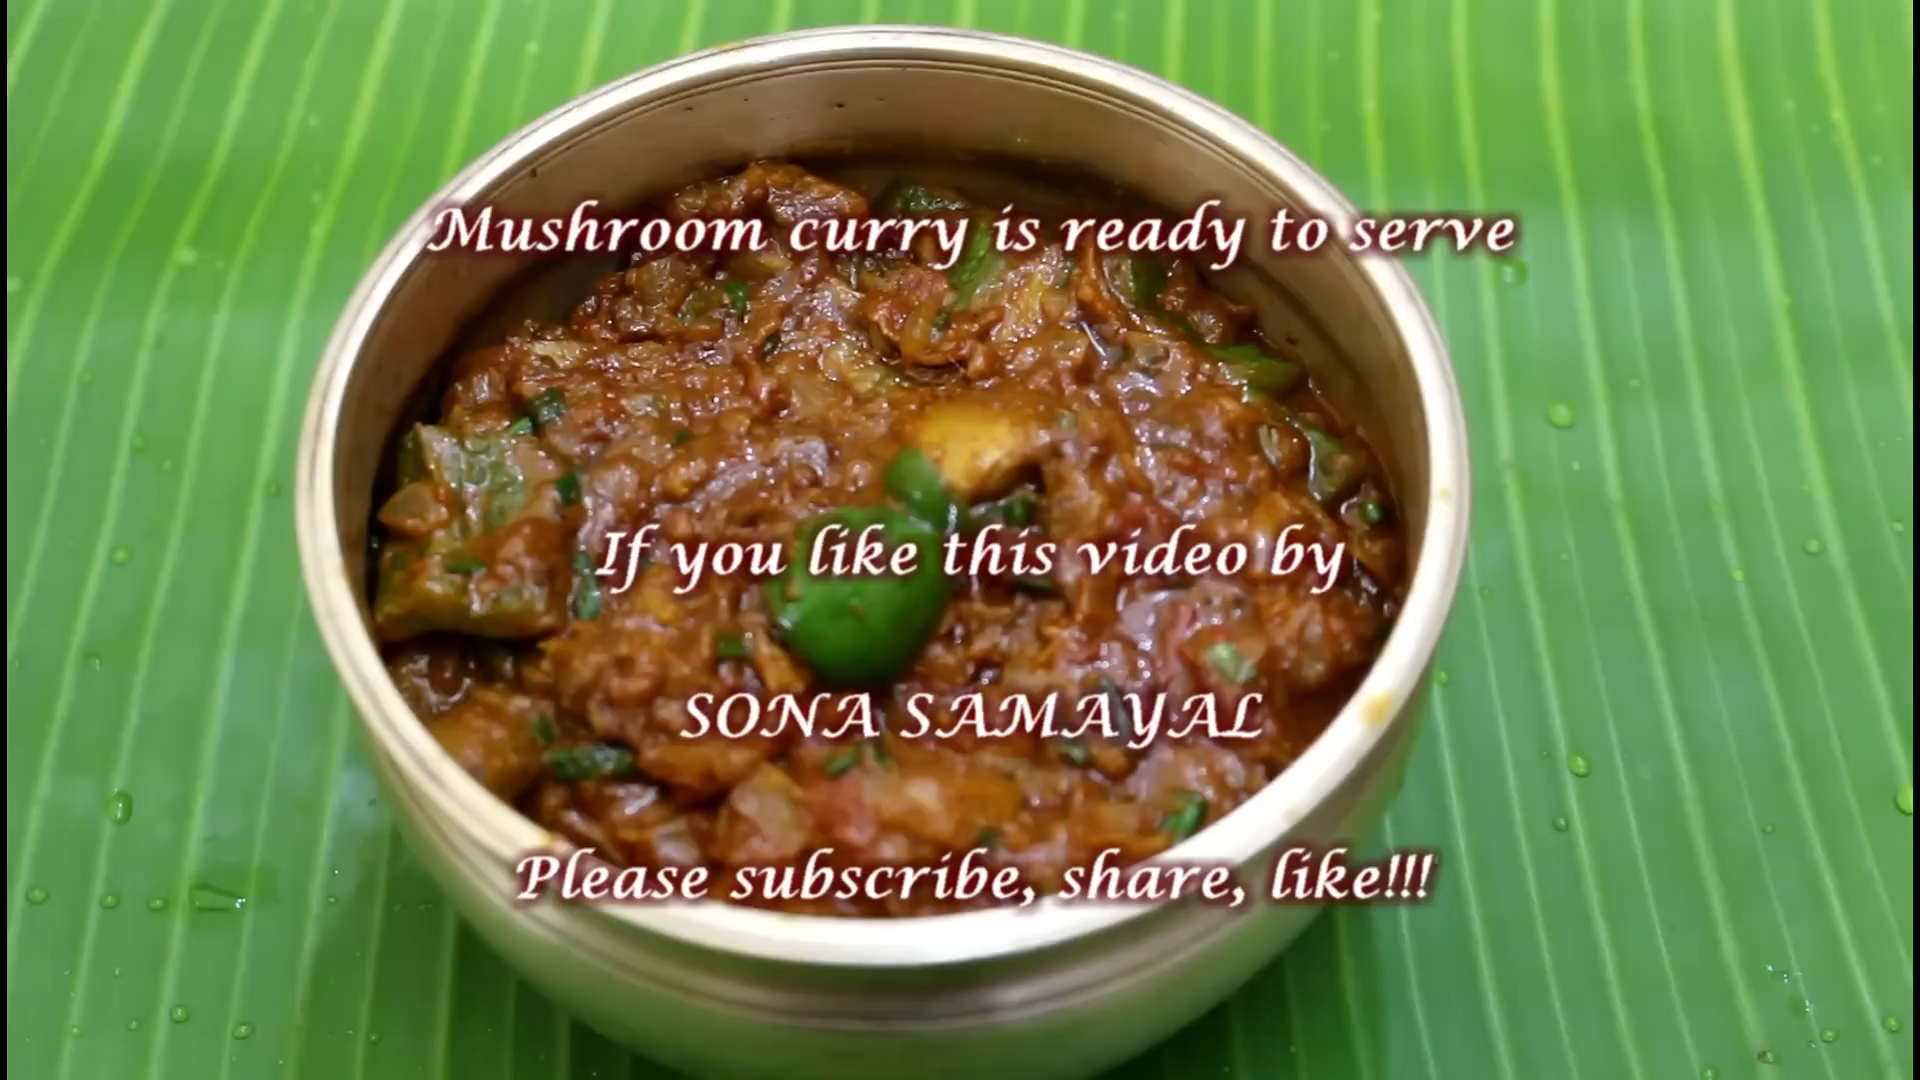 Mushroom curry is ready to serve
If you like this video by
SONA SAMAYAL
Please subscribe, share, like!!!